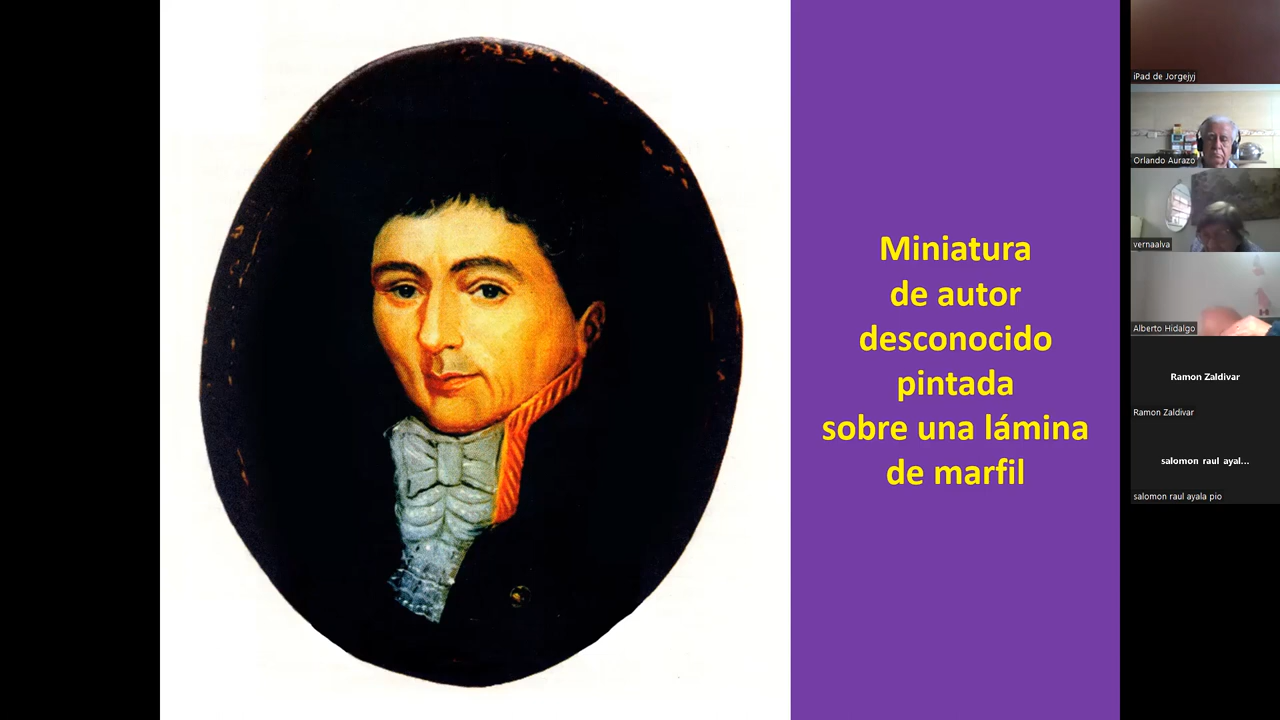 Miniatura
de autor
desconocido
pintada
sobre una lámina
de marfil
iPad de Jorgejyj
Orlando Aurazo
vernaalva
Alberto Hidalgo
Ramon Zaldivar
Ramon Zaldivar
salomon raul ayal...
salomon raul ayala pio